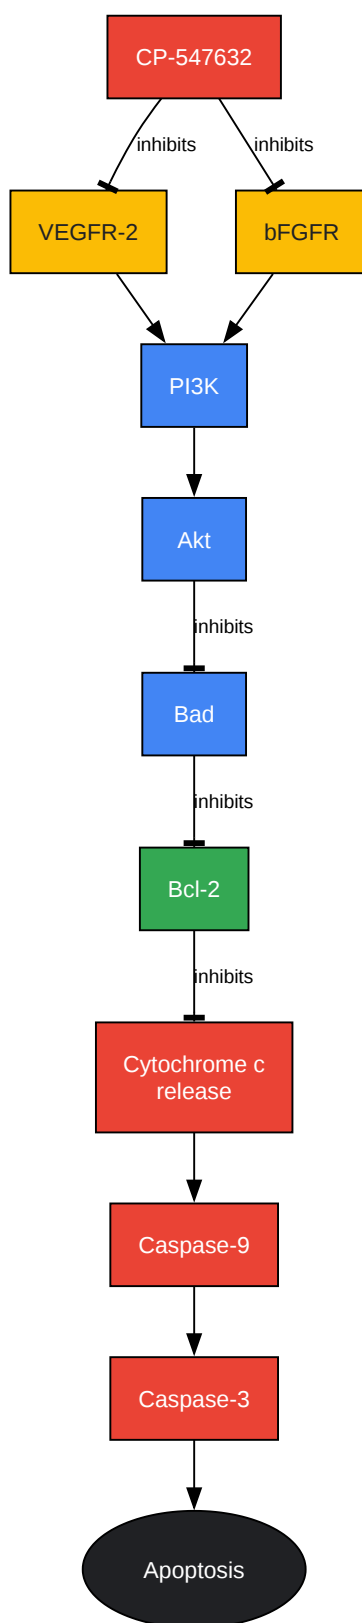 CP-547632
inhibits
inhibits
VEGFR-2
bFGFR
PI3K
Akt
inhibits
Bad
inhibits
Bcl-2
inhibits
Cytochrome c
release
Caspase-9
Caspase-3
Apoptosis